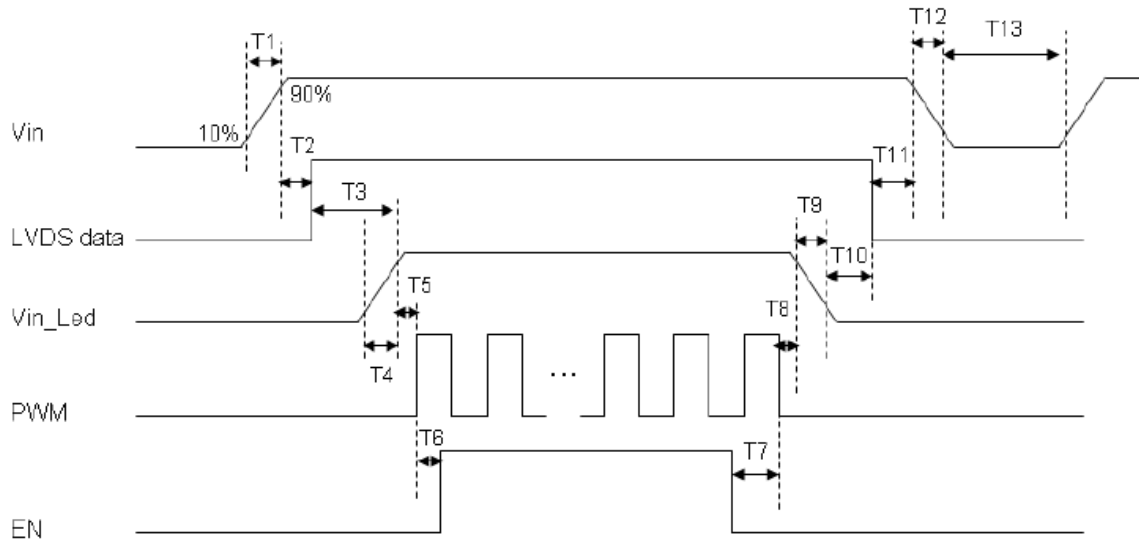 T1
T12
T13
90%
Vin
10%
T2
T11
T3
T9
LVDS data
T10
T5
Vin_Led
T8
T4
...
PWM
T6
T7
EN